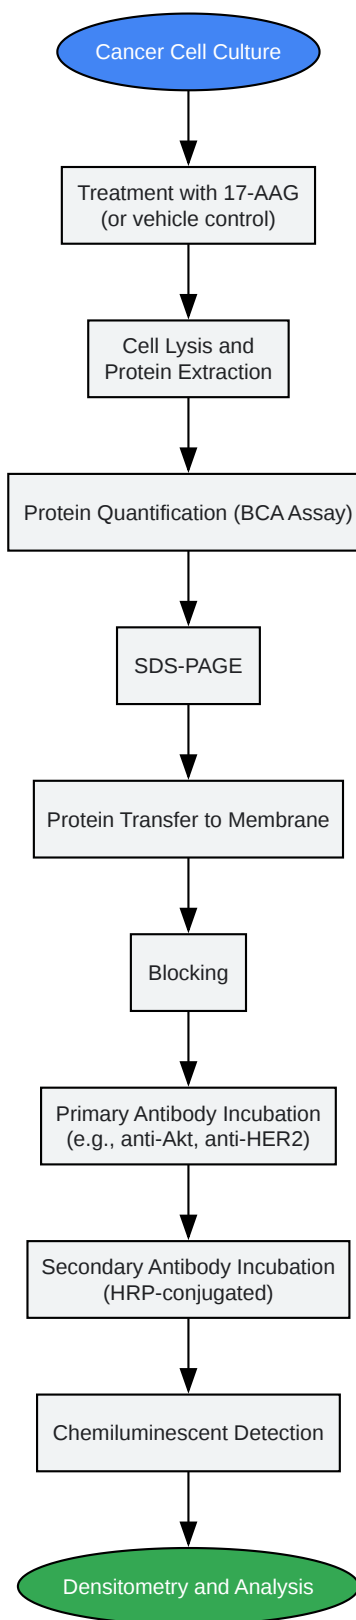 Cancer Cell Culture
Treatment with 17-AAG
(or vehicle control)
Cell Lysis and
Protein Extraction
Protein Quantification (BCA Assay)
SDS-PAGE
Protein Transfer to Membrane
Blocking
Primary Antibody Incubation
(e.g., anti-Akt, anti-HER2)
Secondary Antibody Incubation
(HRP-conjugated)
Chemiluminescent Detection
Densitometry and Analysis